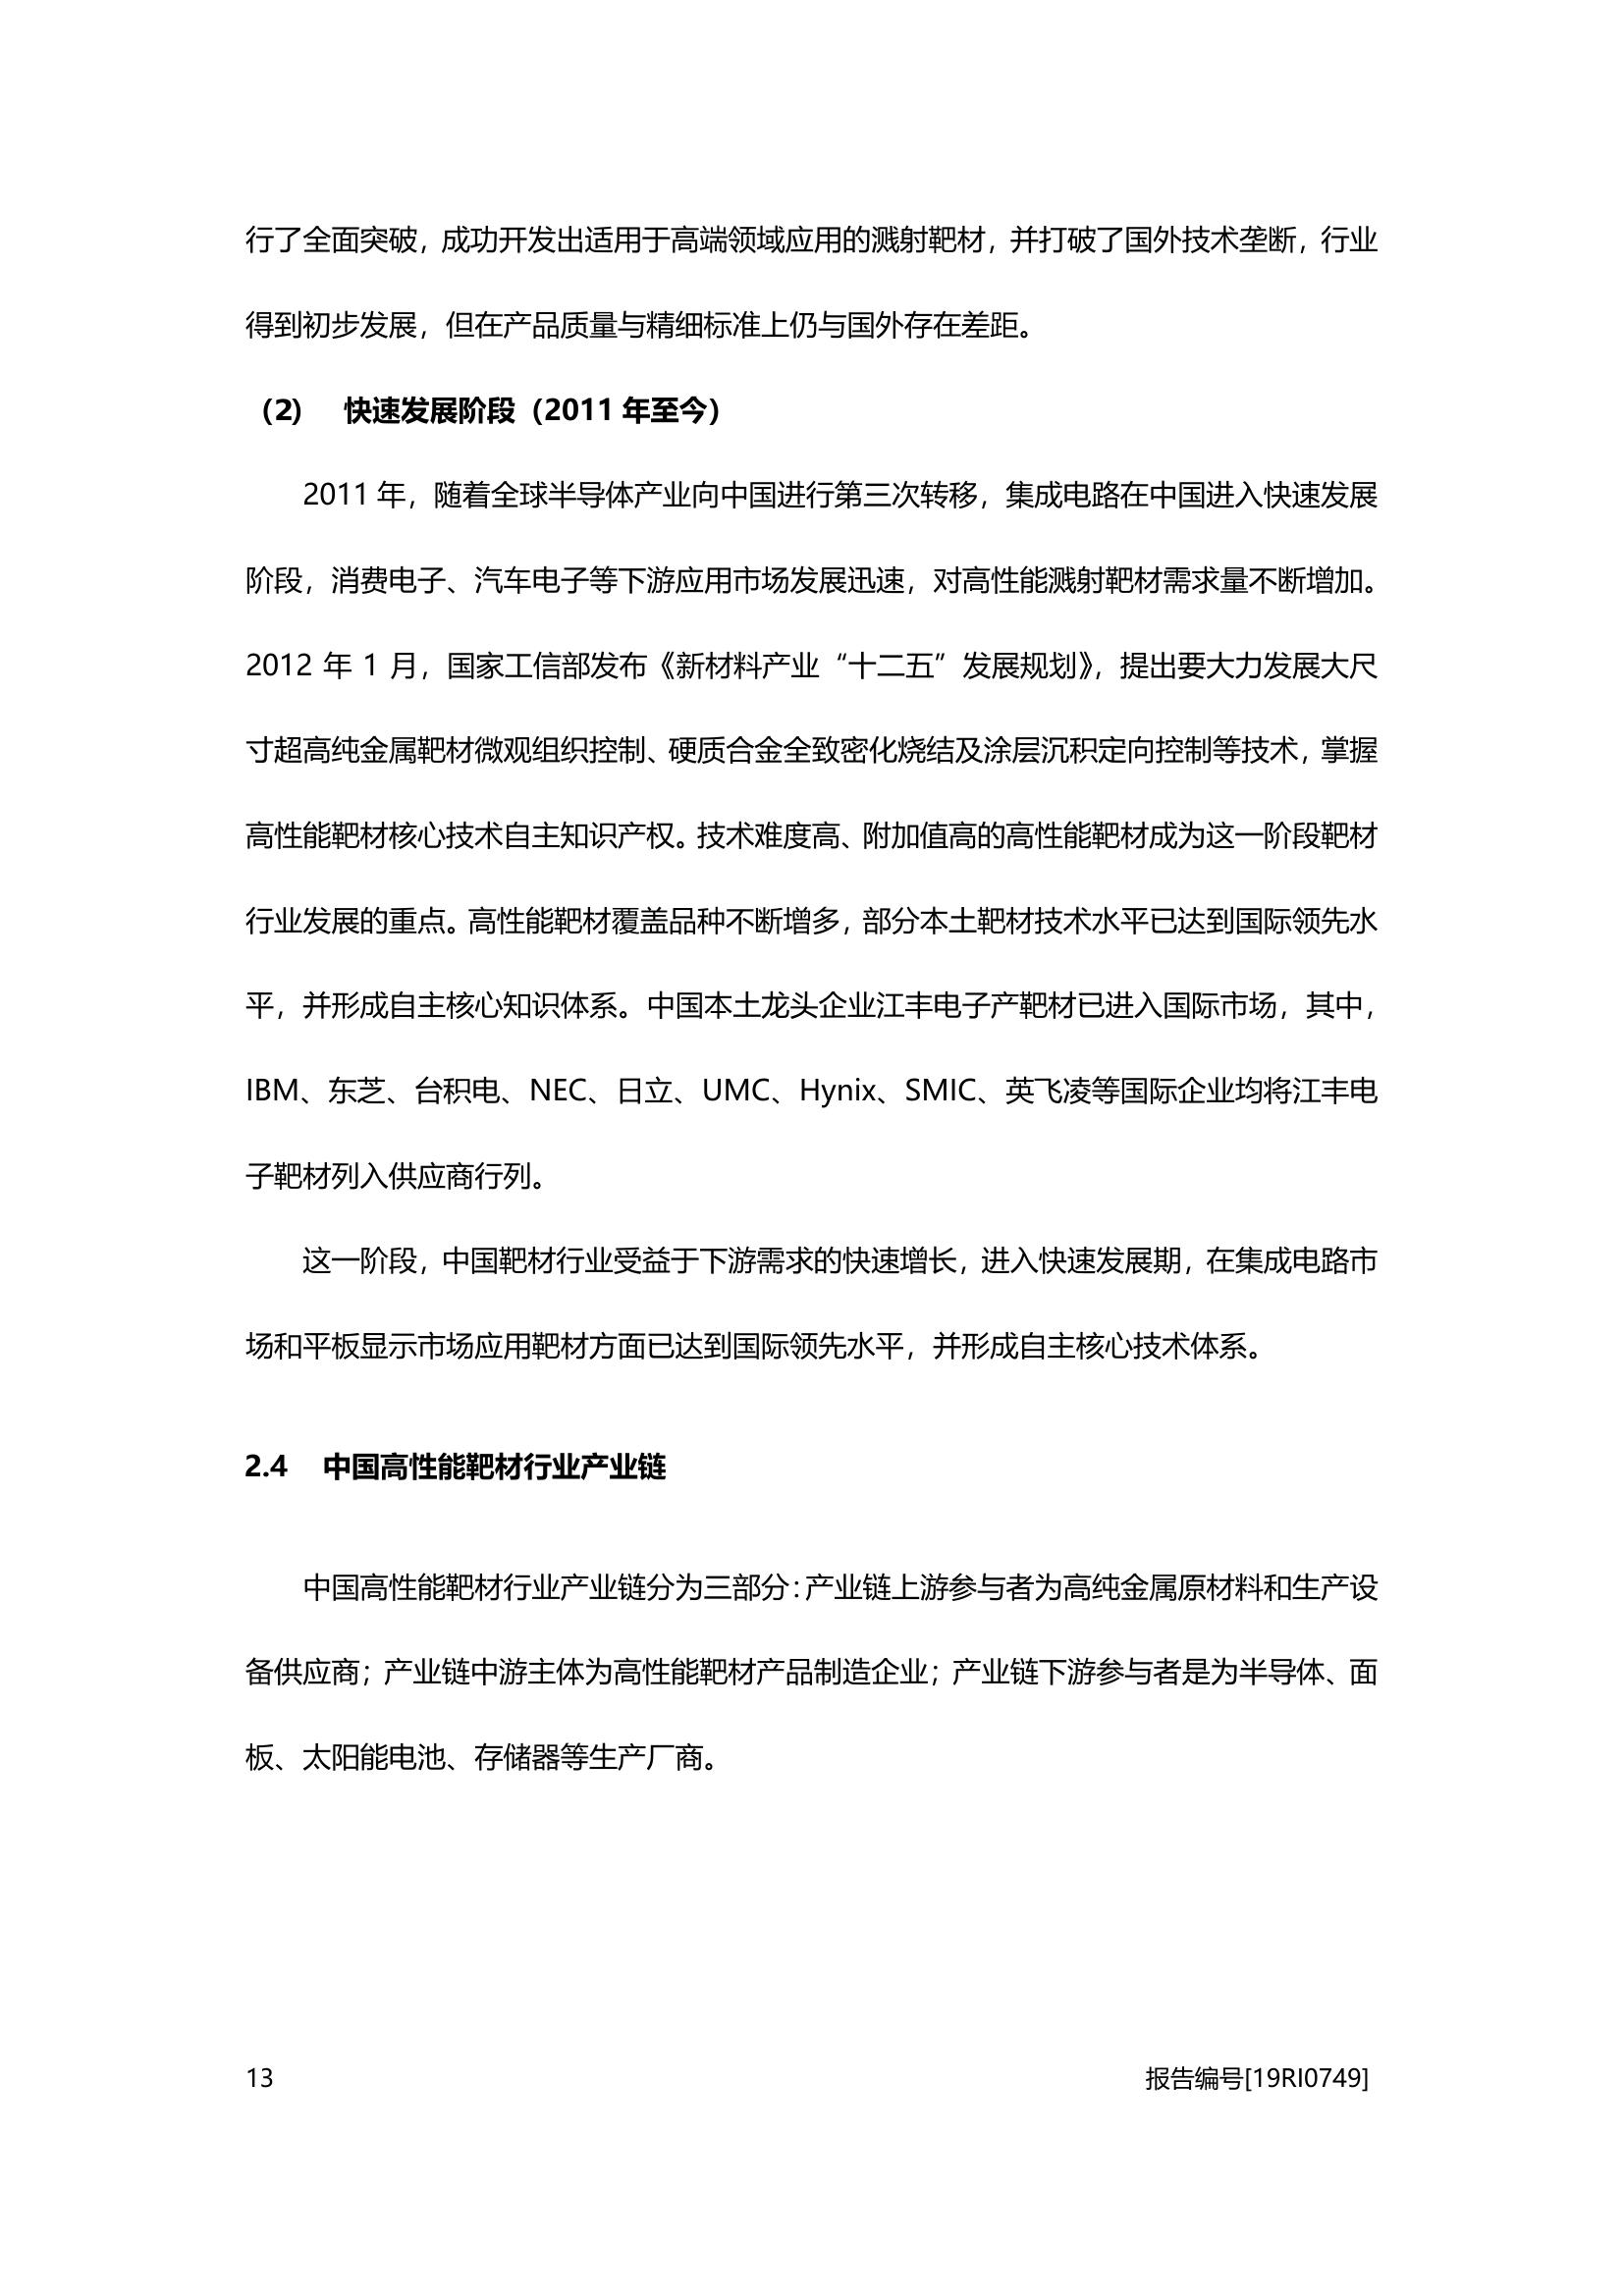 行了全面突破，成功开发出适用于高端领域应用的溅射靶材，并打破了国外技术垄断，行业
得到初步发展，但在产品质量与精细标准上仍与国外存在差距。
（2） 快速发展阶段（2011 年至今）
2011 年，随着全球半导体产业向中国进行第三次转移，集成电路在中国进入快速发展
阶段，消费电子、汽车电子等下游应用市场发展迅速，对高性能溅射靶材需求量不断增加。
2012 年 1 月，国家工信部发布《新材料产业“十二五”发展规划》，提出要大力发展大尺
寸超高纯金属靶材微观组织控制、硬质合金全致密化烧结及涂层沉积定向控制等技术，掌握
高性能靶材核心技术自主知识产权。技术难度高、附加值高的高性能靶材成为这一阶段靶材
行业发展的重点。高性能靶材覆盖品种不断增多，部分本土靶材技术水平已达到国际领先水
平，并形成自主核心知识体系。中国本土龙头企业江丰电子产靶材已进入国际市场，其中，
IBM、东芝、台积电、NEC、日立、UMC、Hynix、SMIC、英飞凌等国际企业均将江丰电
子靶材列入供应商行列。
这一阶段，中国靶材行业受益于下游需求的快速增长，进入快速发展期，在集成电路市
场和平板显示市场应用靶材方面已达到国际领先水平，并形成自主核心技术体系。
2.4 中国高性能靶材行业产业链
中国高性能靶材行业产业链分为三部分：产业链上游参与者为高纯金属原材料和生产设
备供应商；产业链中游主体为高性能靶材产品制造企业；产业链下游参与者是为半导体、面
板、太阳能电池、存储器等生产厂商。
13 报告编号[19RI0749]